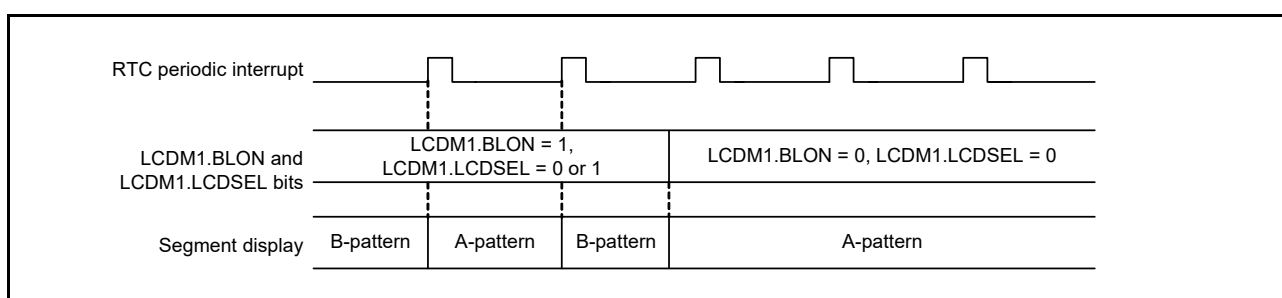 RTC periodic interrupt
LCDM1.BLON and
LCDM1.LCDSEL bits
LCDM1.BLON = 1,
LCDM1.LCDSEL = 0 or 1
LCDM1.BLON = 0, LCDM1.LCDSEL = 0
Segment display
B-pattern
A-pattern
B-pattern
A-pattern